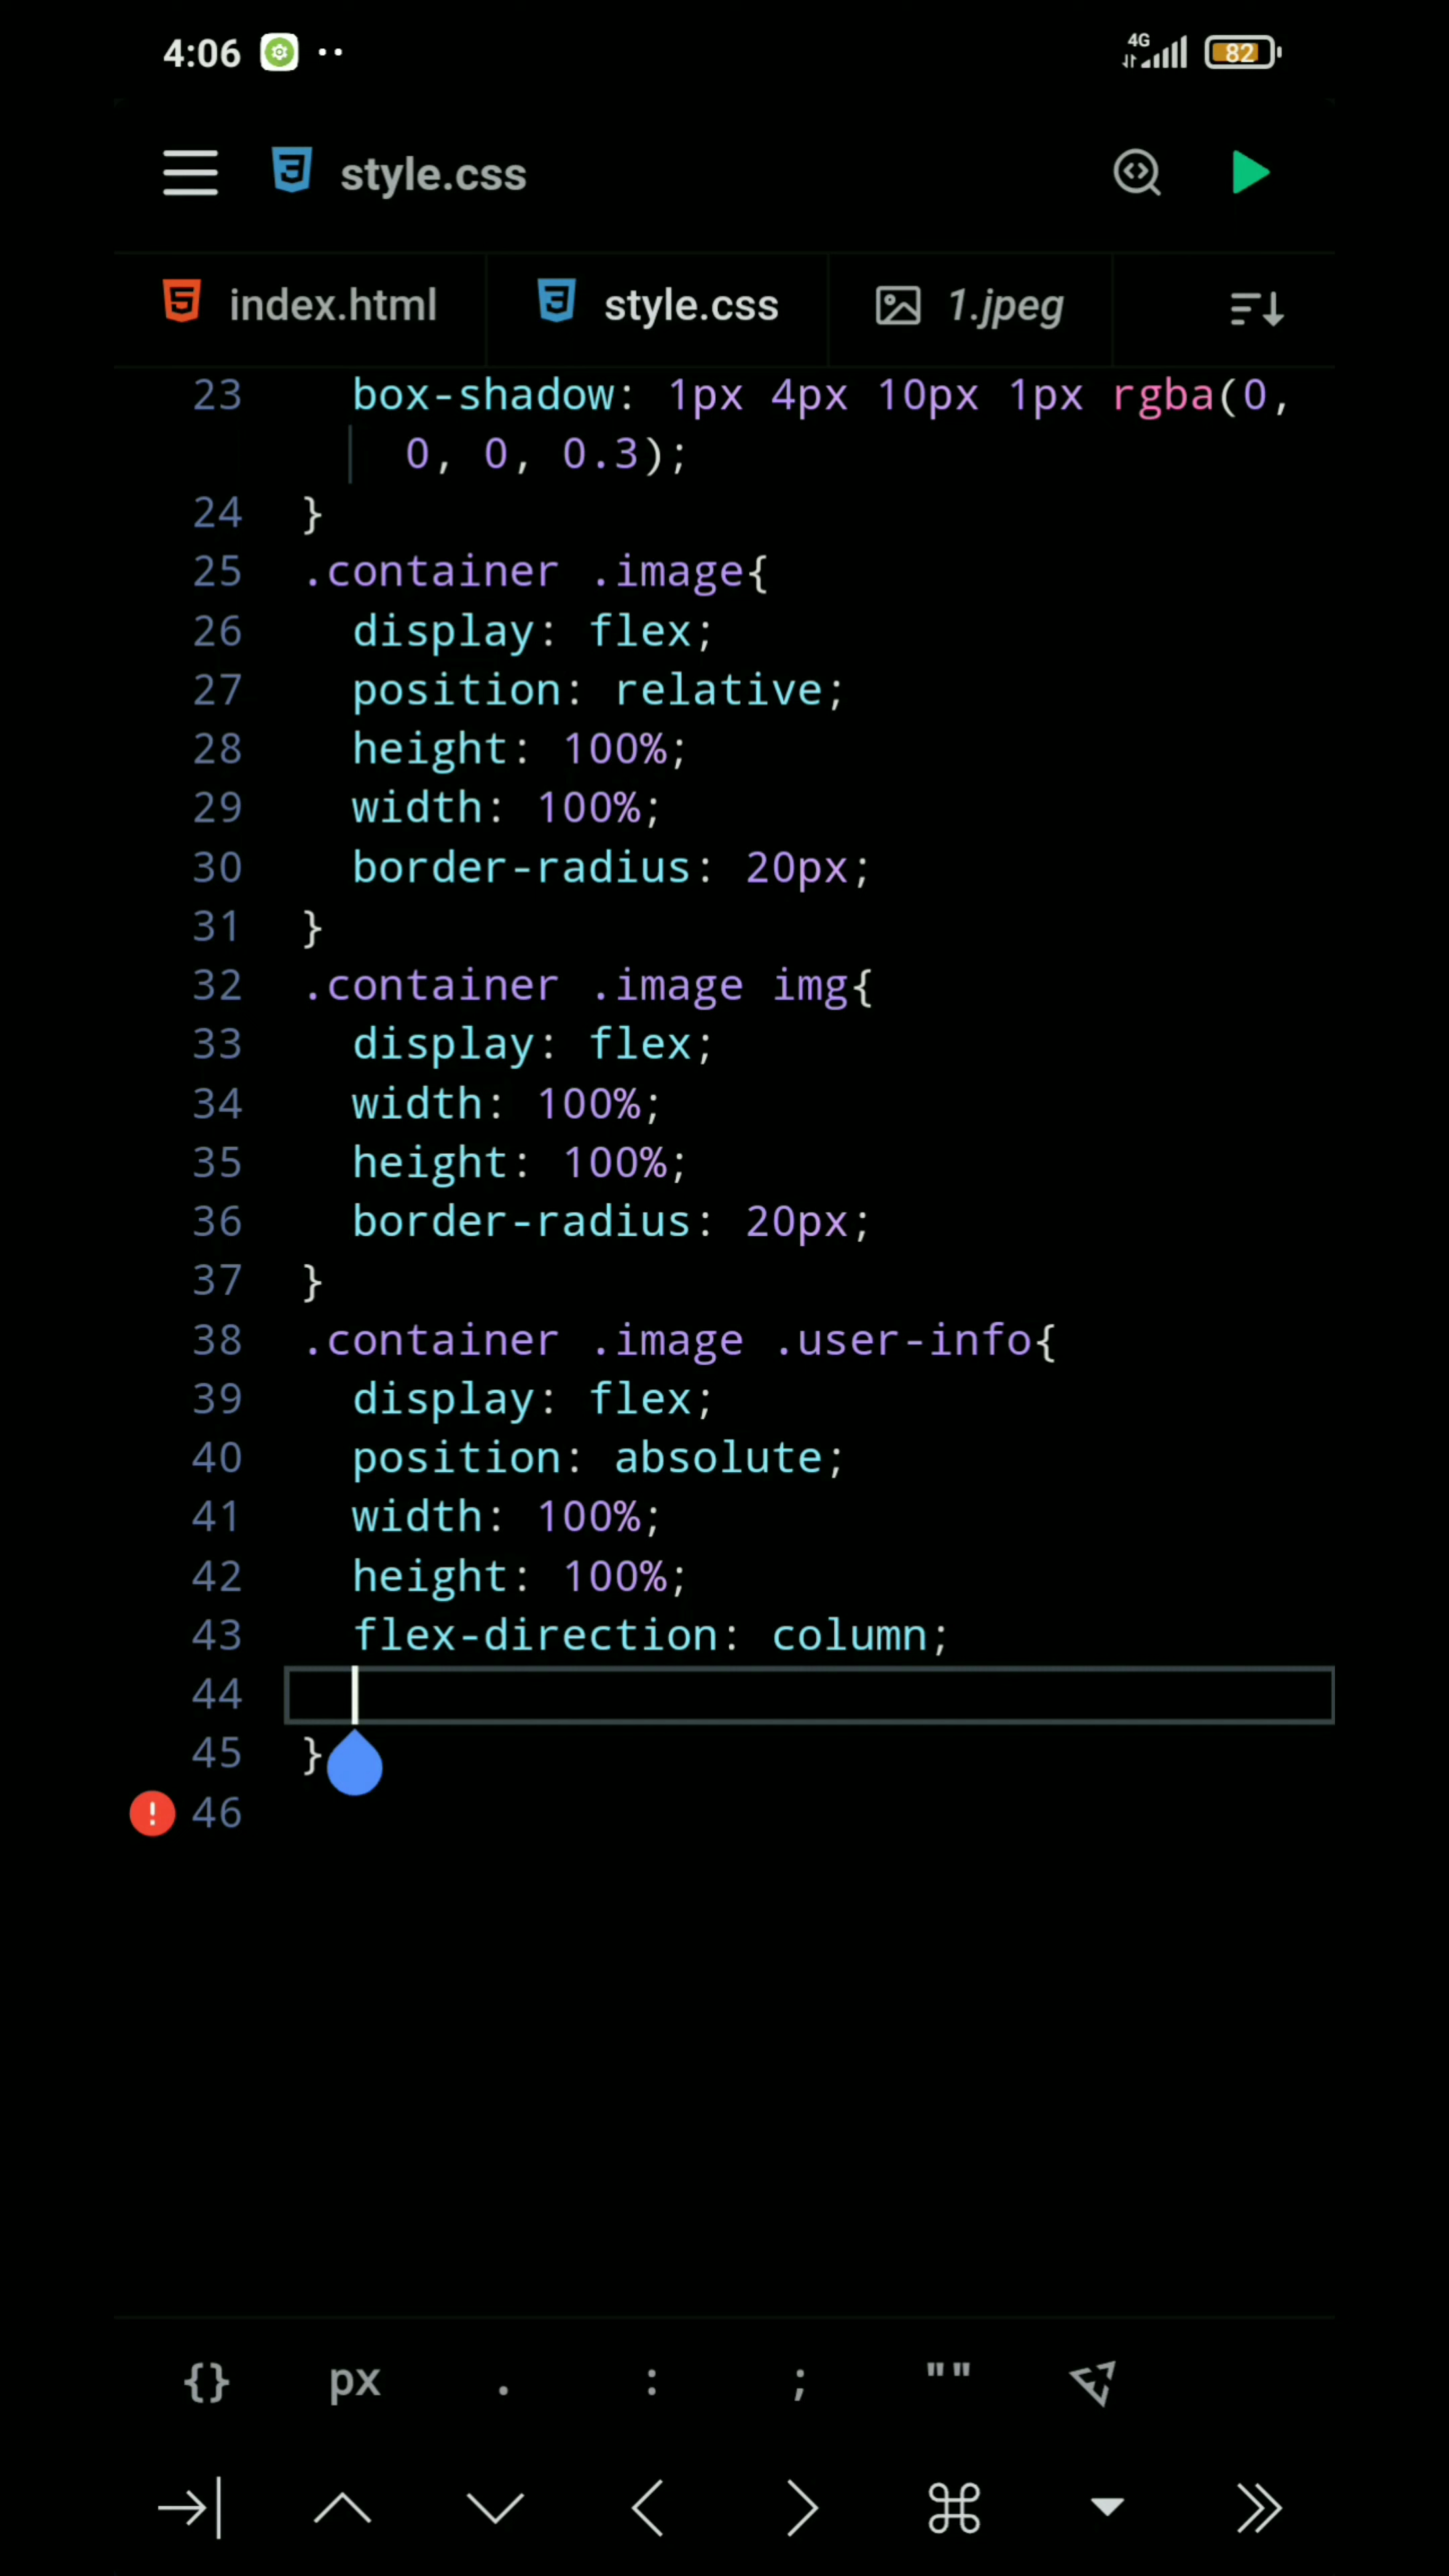 4:06
4G
82
style.css
index.html
style.css
1.jpeg
23 box-shadow: 1px 4px 10px 1px rgba(0,
0, 0, 0.3);
24 }
25 .container .image{
26 display: flex;
27 position: relative;
28 height: 100%;
29 width: 100%;
30 border-radius: 20px;
31 }
32 .container .image img{
33 display: flex;
34 width: 100%;
35 height: 100%;
36 border-radius: 20px;
37 }
38 .container .image .user-info{
39 display: flex;
40 position: absolute;
41 width: 100%;
42 height: 100%;
43 flex-direction: column;
44
45 }
46
{} px . : ; ""